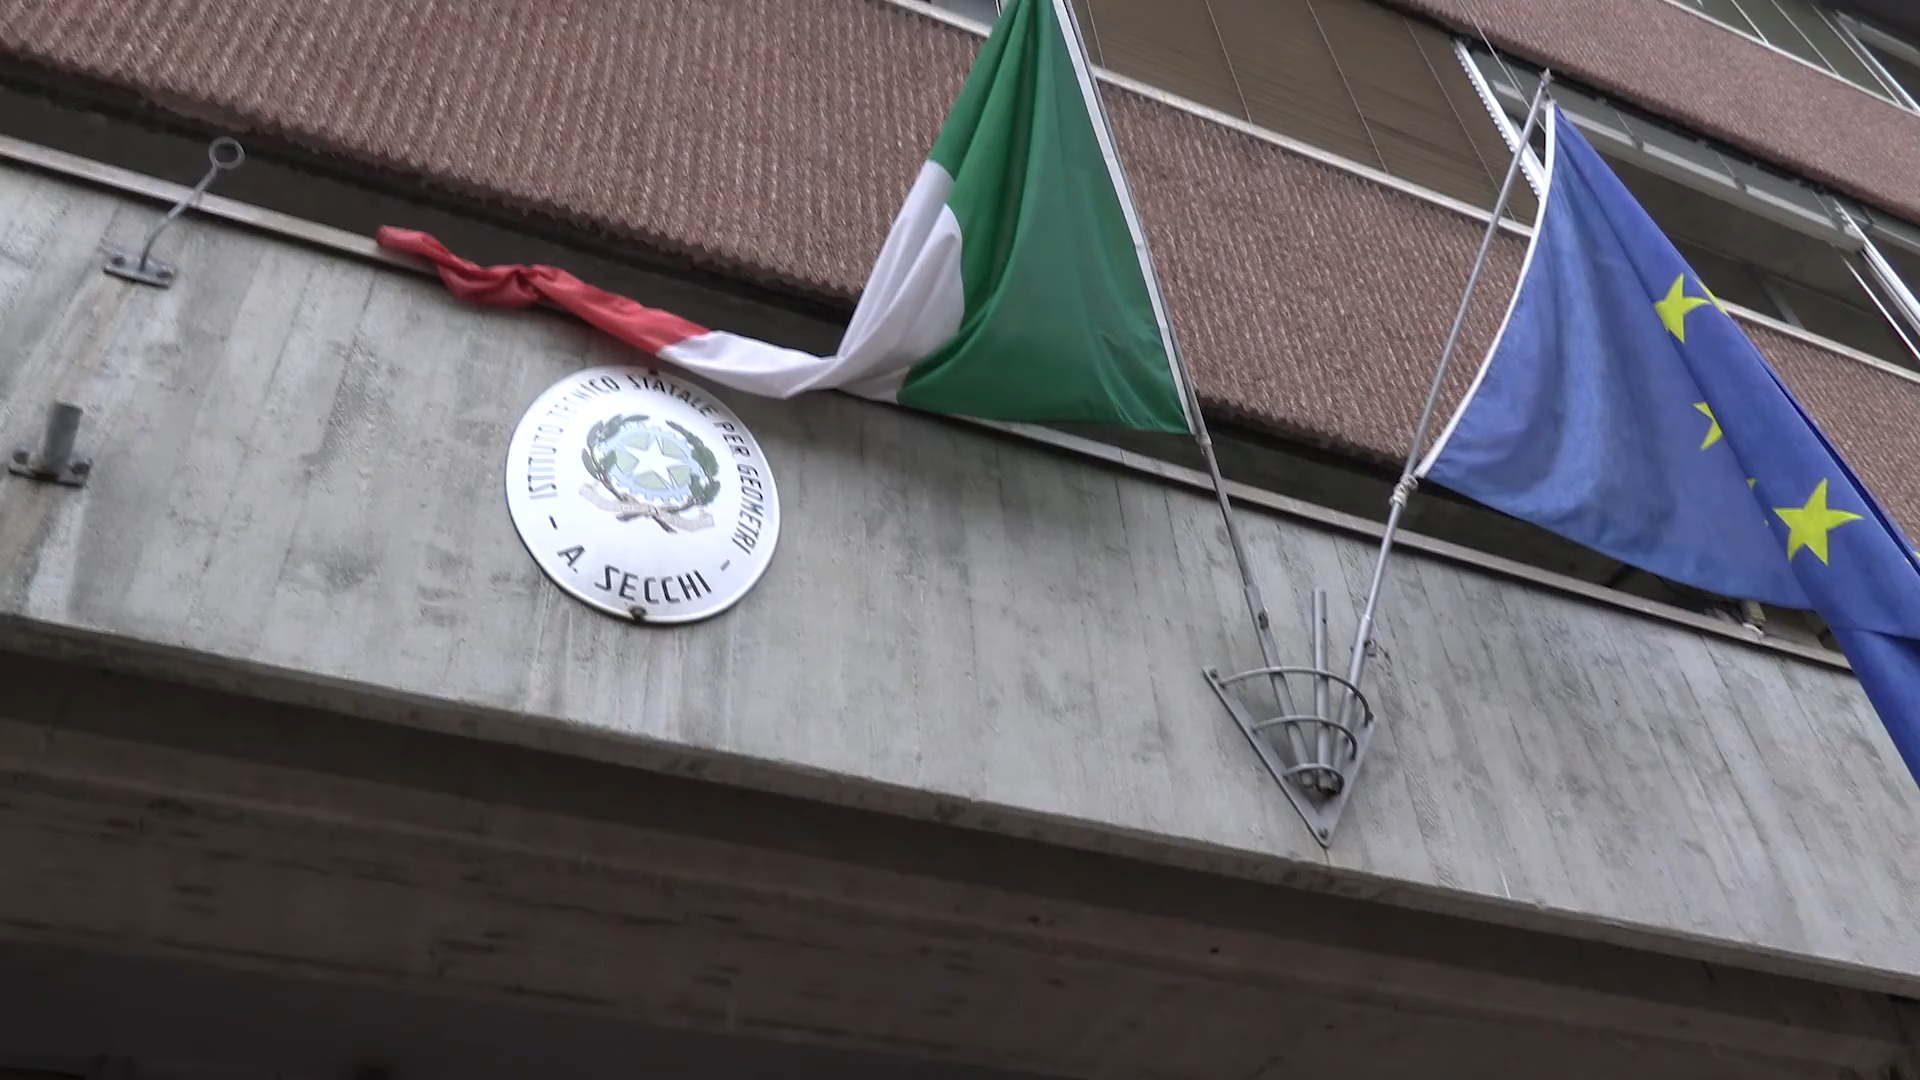 ISTITUTO TECNICO STATALE PER GEOMETRI
- A. SECCHI -